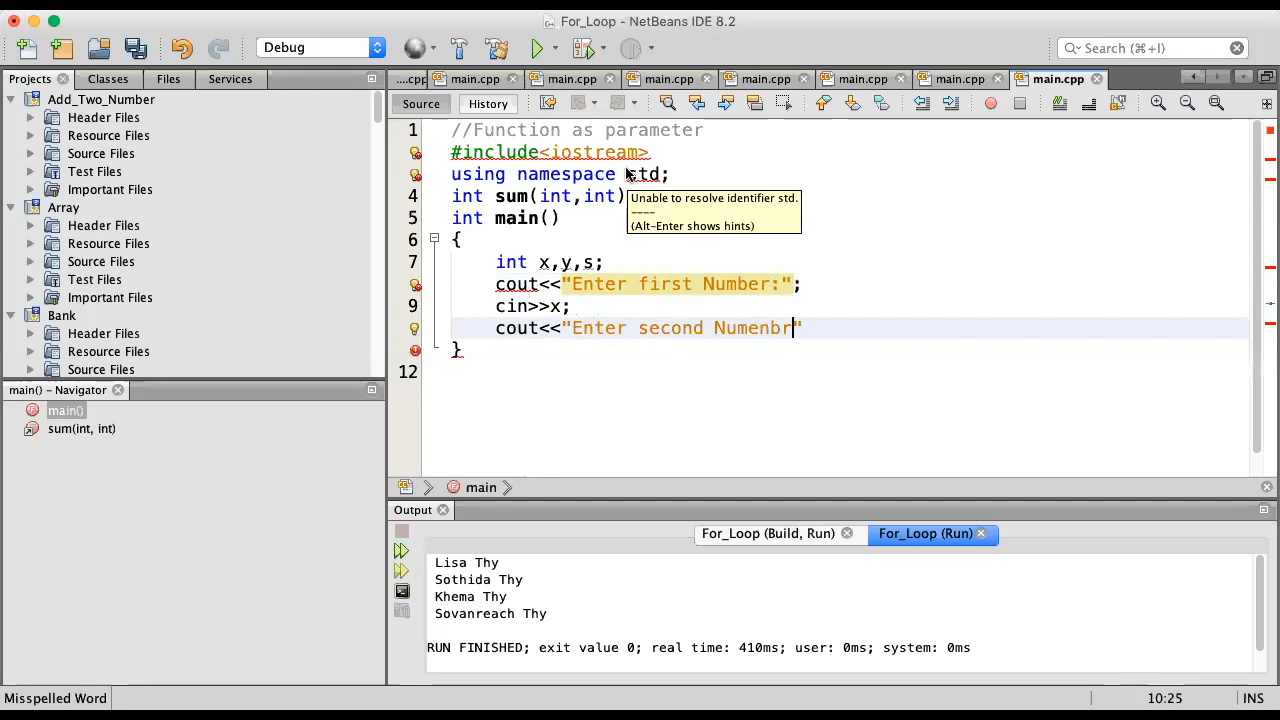 For_Loop - NetBeans IDE 8.2
Debug
Search (⌘+I)
Projects Classes Files Services
....cpp main.cpp main.cpp main.cpp main.cpp main.cpp main.cpp main.cpp
Source History
Add_Two_Number
Header Files
Resource Files
Source Files
Test Files
Important Files
Array
Header Files
Resource Files
Source Files
Test Files
Important Files
Bank
Header Files
Resource Files
Source Files
main() – Navigator
main()
sum(int, int)
1 //Function as parameter
#include<iostream>
using namespace std;
4 int sum(int,int)
5 int main()
6 {
7 int x,y,s;
cout<<"Enter first Number:";
9 cin>>x;
cout<<"Enter second Numenbr"
}
12
Unable to resolve identifier std.
----
(Alt-Enter shows hints)
main
Output
For_Loop (Build, Run) For_Loop (Run)
Lisa Thy
Sothida Thy
Khema Thy
Sovanreach Thy
RUN FINISHED; exit value 0; real time: 410ms; user: 0ms; system: 0ms
Misspelled Word 10:25 INS